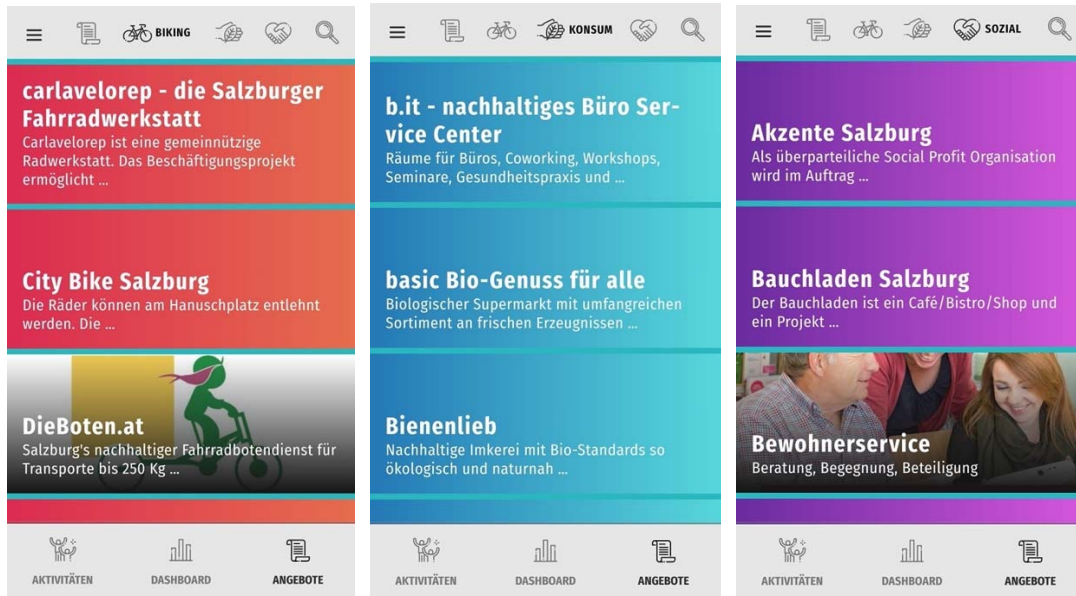 BIKING
carlavelorep - die Salzburger
Fahrradwerkstatt
Carlavelorep ist eine gemeinnützige
Radwerkstatt. Das Beschäftigungsprojekt
ermöglicht ...
City Bike Salzburg
Die Räder können am Hanuschplatz entlehnt
werden. Die ...
DieBoten.at
Salzburg's nachhaltiger Fahrradbotendienst für
Transporte bis 250 Kg ...
AKTIVITÄTEN DASHBOARD ANGEBOTE
KONSUM
b.it - nachhaltiges Büro Ser-
vice Center
Räume für Büros, Coworking, Workshops,
Seminare, Gesundheitspraxis und ...
basic Bio-Genuss für alle
Biologischer Supermarkt mit umfangreichen
Sortiment an frischen Erzeugnissen ...
Bienenlieb
Nachhaltige Imkerei mit Bio-Standards so
ökologisch und naturnah ...
AKTIVITÄTEN DASHBOARD ANGEBOTE
SOZIAL
Akzente Salzburg
Als überparteiliche Social Profit Organisation
wird im Auftrag ...
Bauchladen Salzburg
Der Bauchladen ist ein Café/Bistro/Shop und
ein Projekt ...
Bewohnerservice
Beratung, Begegnung, Beteiligung
AKTIVITÄTEN DASHBOARD ANGEBOTE